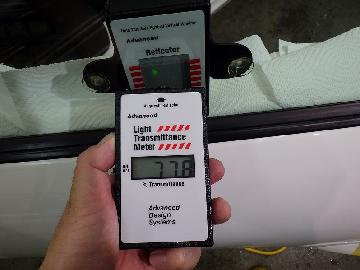 Advanced
Reflector
Advanced
Light
Transmittance
Meter
77.8
% Transmittance
Advanced
Design
Systems